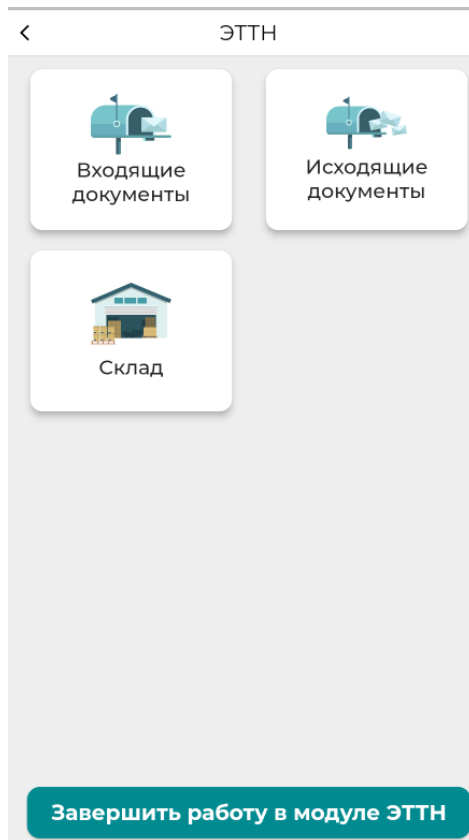 ЭТТН
Входящие
документы
Исходящие
документы
Склад
Завершить работу в модуле ЭТТН